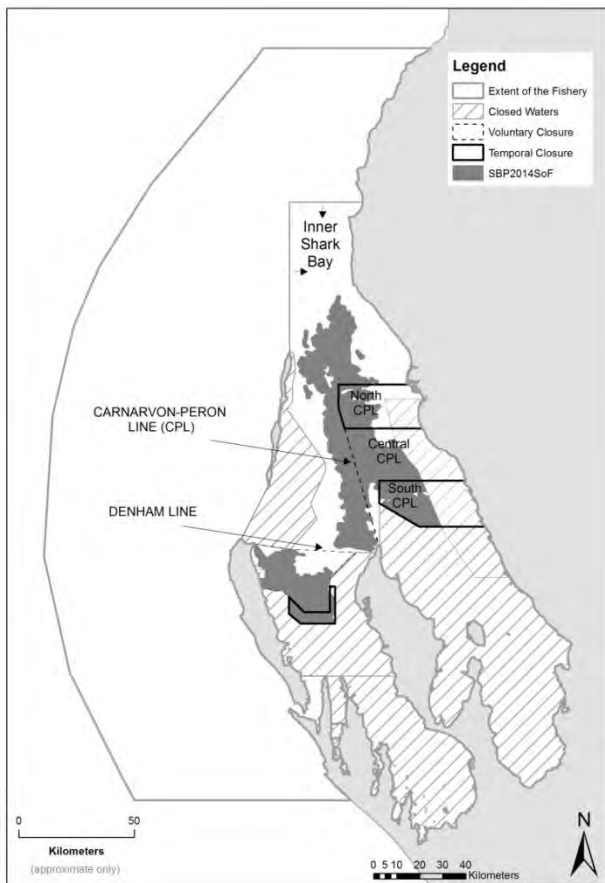 Legend
Extent of the Fishery
Closed Waters
Voluntary Closure
Temporal Closure
SBP2014SoF
Inner
Shark
Bay
North
CPL
CARNARVON-PERON
LINE (CPL)
Central
CPL
South
CPL
DENHAM LINE
0 50
Kilometers
(approximate only)
N
0 5 10 20 30 40
Kilometers